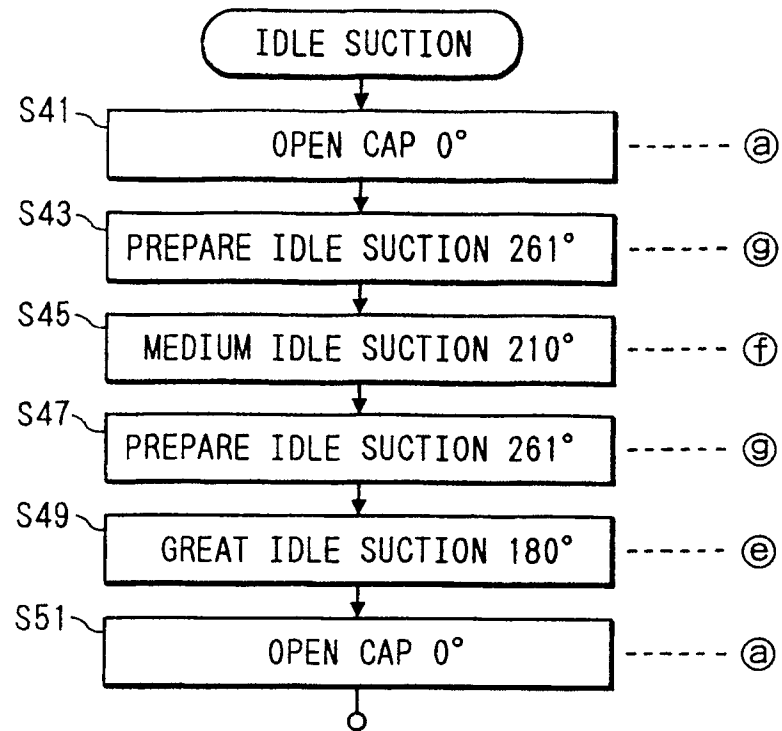 IDLE SUCTION
S41
OPEN CAP 0° ------ ⓐ
S43
PREPARE IDLE SUCTION 261° ------ ⓖ
S45
MEDIUM IDLE SUCTION 210° ------ ⓕ
S47
PREPARE IDLE SUCTION 261° ------ ⓖ
S49
GREAT IDLE SUCTION 180° ------ ⓔ
S51
OPEN CAP 0° ------ ⓐ